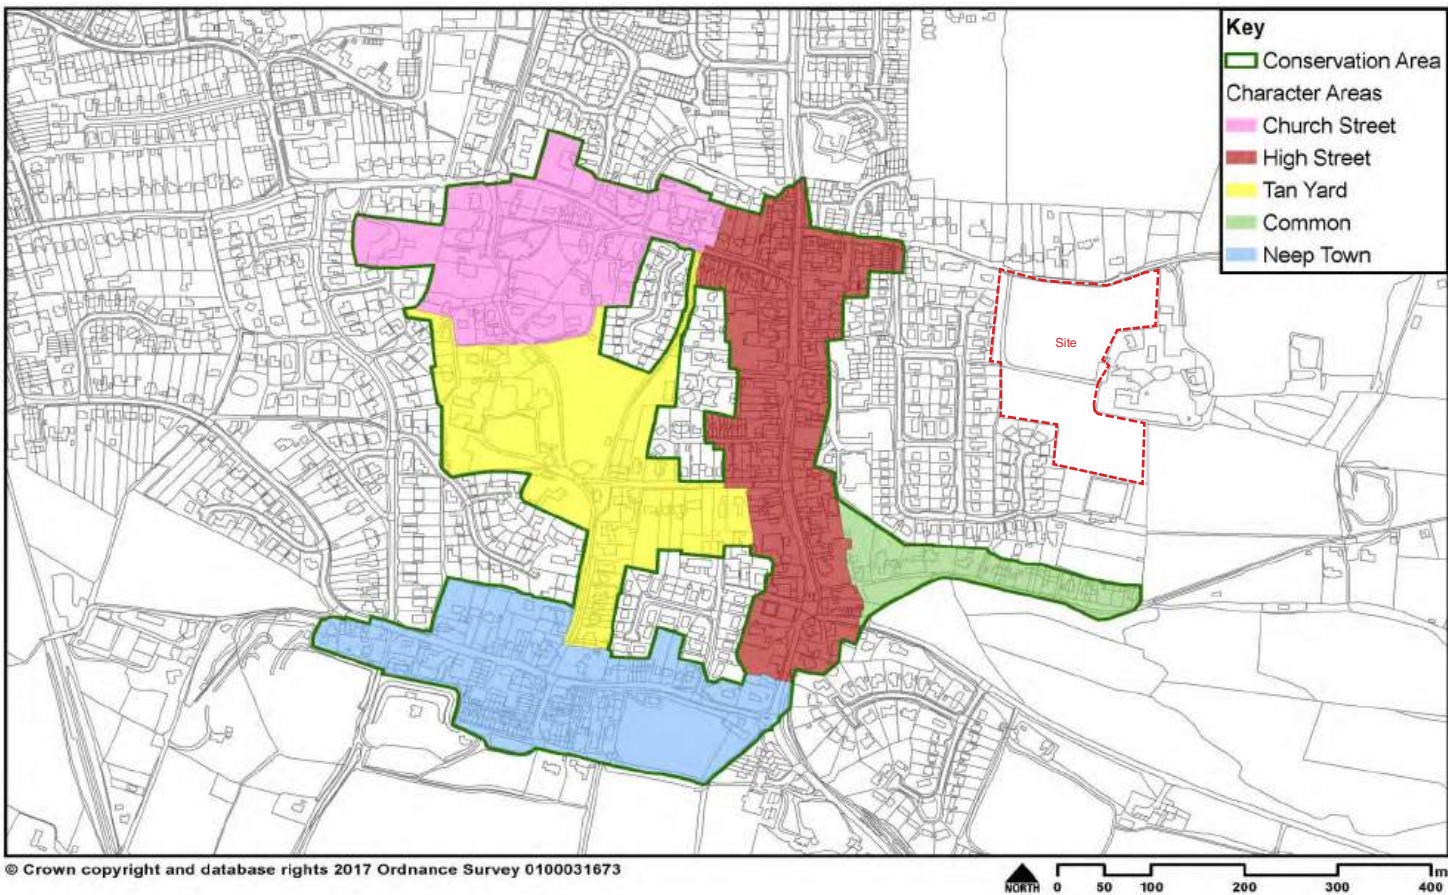 Key
Conservation Area
Character Areas
Church Street
High Street
Tan Yard
Common
Neep Town
Site
© Crown copyright and database rights 2017 Ordnance Survey 0100031673
NORTH
0 50 100 200 300 400 m